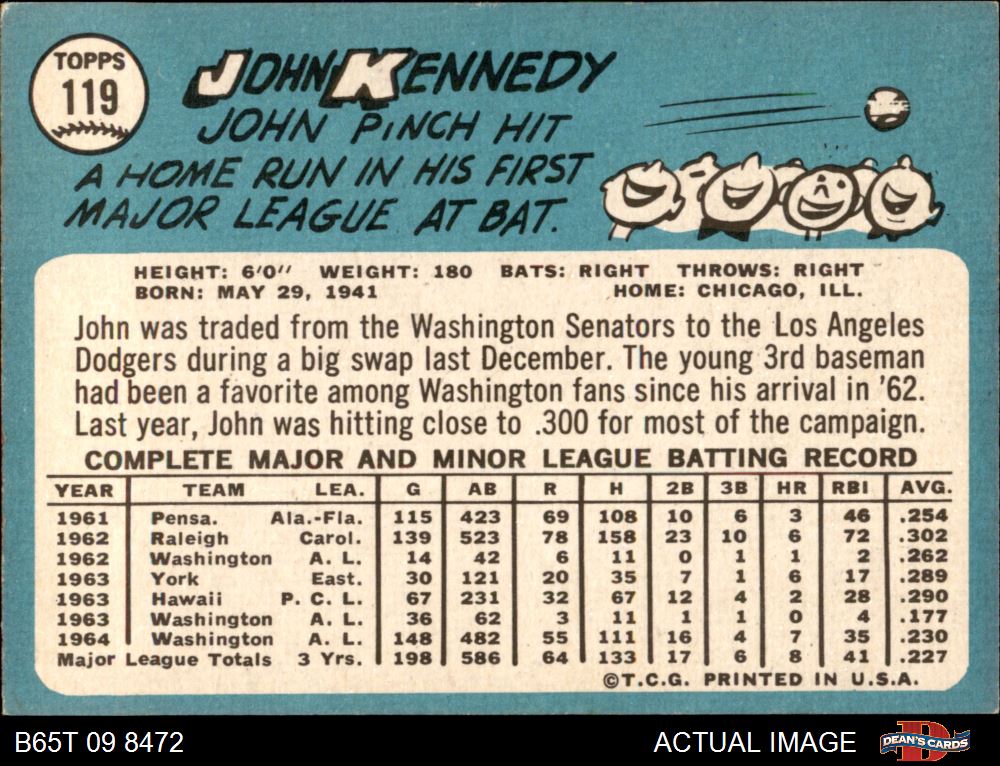 TOPPS
119
JOHN KENNEDY
JOHN PINCH HIT
A HOME RUN IN HIS FIRST
MAJOR LEAGUE AT BAT.
HEIGHT: 6'0" WEIGHT: 180 BATS: RIGHT THROWS: RIGHT
BORN: MAY 29, 1941 HOME: CHICAGO, ILL.
John was traded from the Washington Senators to the Los Angeles
Dodgers during a big swap last December. The young 3rd baseman
had been a favorite among Washington fans since his arrival in '62.
Last year, John was hitting close to .300 for most of the campaign.
COMPLETE MAJOR AND MINOR LEAGUE BATTING RECORD
YEAR TEAM LEA. G AB R H 2B 3B HR RBI AVG.
1961 Pensa. Ala.-Fla. 115 423 69 108 10 6 3 46 .254
1962 Raleigh Carol. 139 523 78 158 23 10 6 72 .302
1962 Washington A. L. 14 42 6 11 0 1 1 2 .262
1963 York East. 30 121 20 35 7 1 6 17 .289
1963 Hawaii P. C. L. 67 231 32 67 12 4 2 28 .290
1963 Washington A. L. 36 62 3 11 1 1 0 4 .177
1964 Washington A. L. 148 482 55 111 16 4 7 35 .230
Major League Totals 3 Yrs. 198 586 64 133 17 6 8 41 .227
©T.C.G. PRINTED IN U.S.A.
B65T 09 8472 ACTUAL IMAGE DEAN'S CARDS